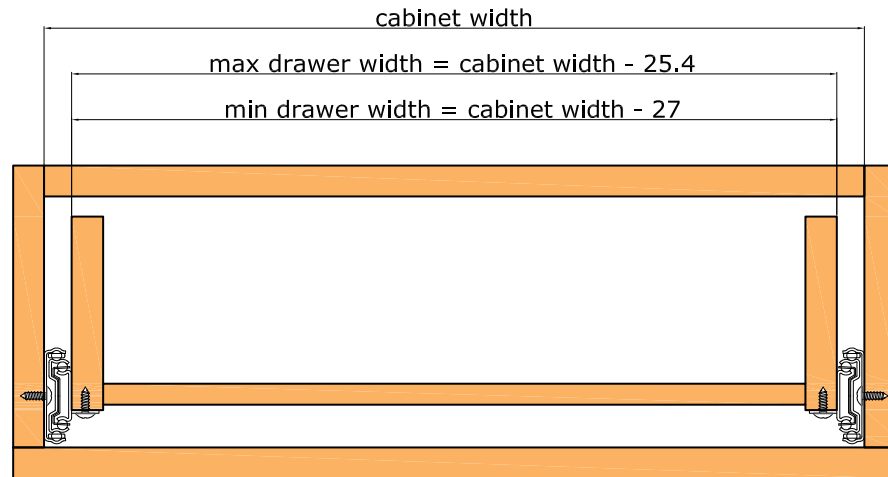 cabinet width
max drawer width = cabinet width - 25.4
min drawer width = cabinet width - 27